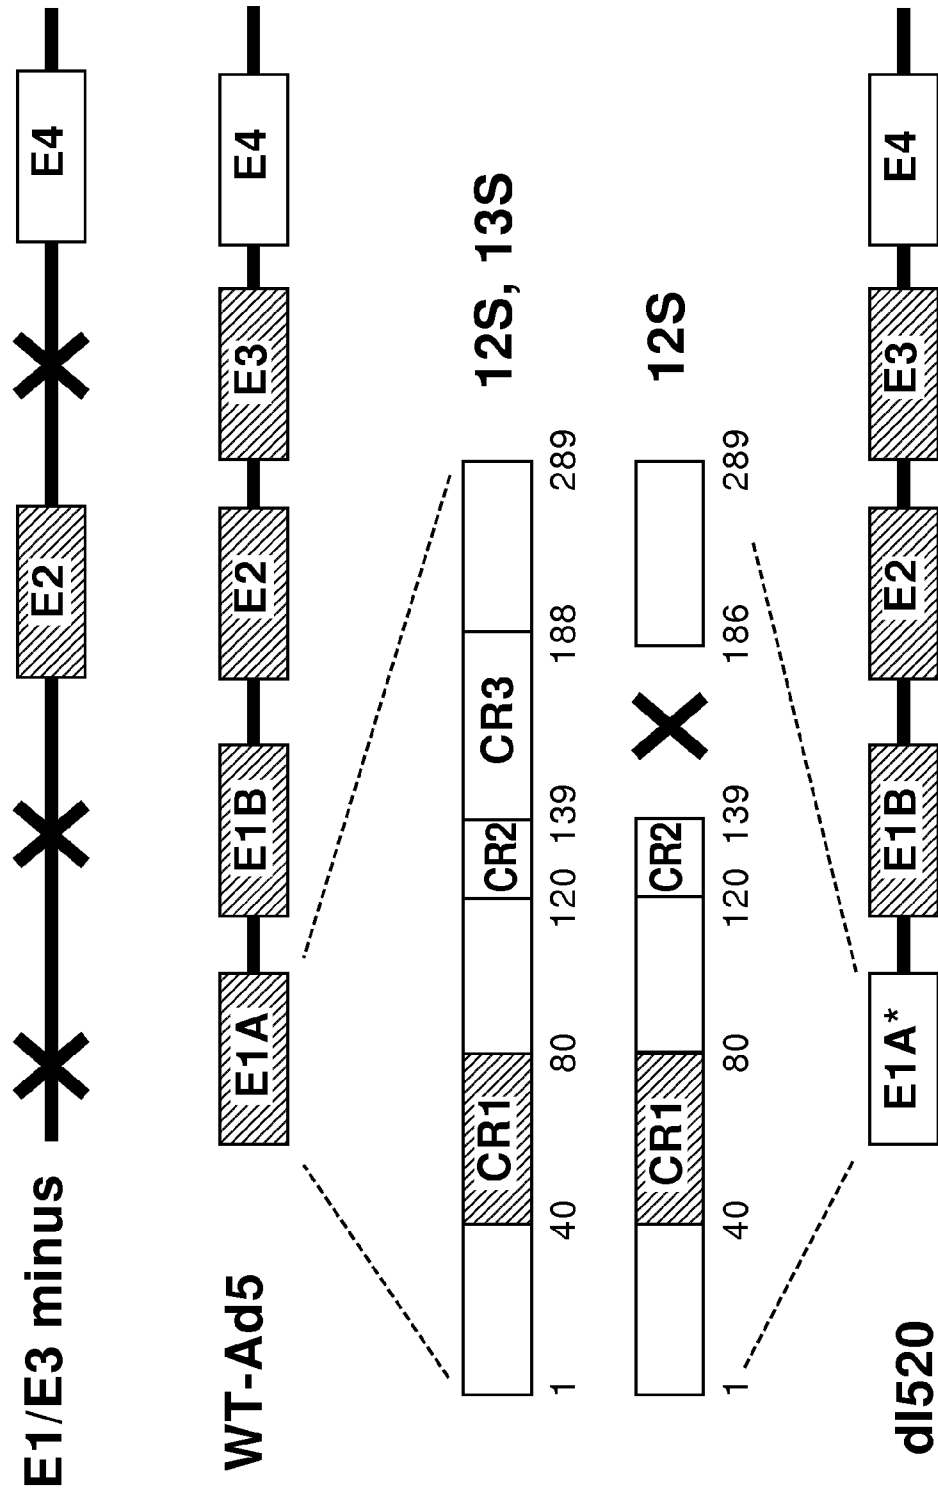 E1/E3 minus E2 E4
WT-Ad5 E1A E1B E2 E3 E4
CR1 CR2 CR3 12S, 13S
1 40 80 120 139 188 289
CR1 CR2 12S
1 40 80 120 139 186 289
dl520 E1A* E1B E2 E3 E4